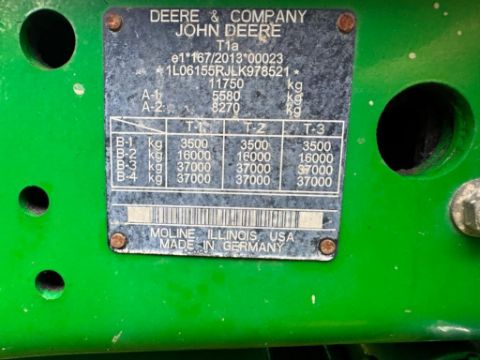 DEERE & COMPANY
JOHN DEERE
T1a
e1*167/2013*00023
*1L06155RJLK978521*
11750 kg
A-1: 5580 kg
A-2: 8270 kg
T-1 T-2 T-3
B-1 kg 3500 3500 3500
B-2 kg 16000 16000 16000
B-3 kg 37000 37000 37000
B-4 kg 37000 37000 37000
MOLINE, ILLINOIS, USA
MADE IN GERMANY